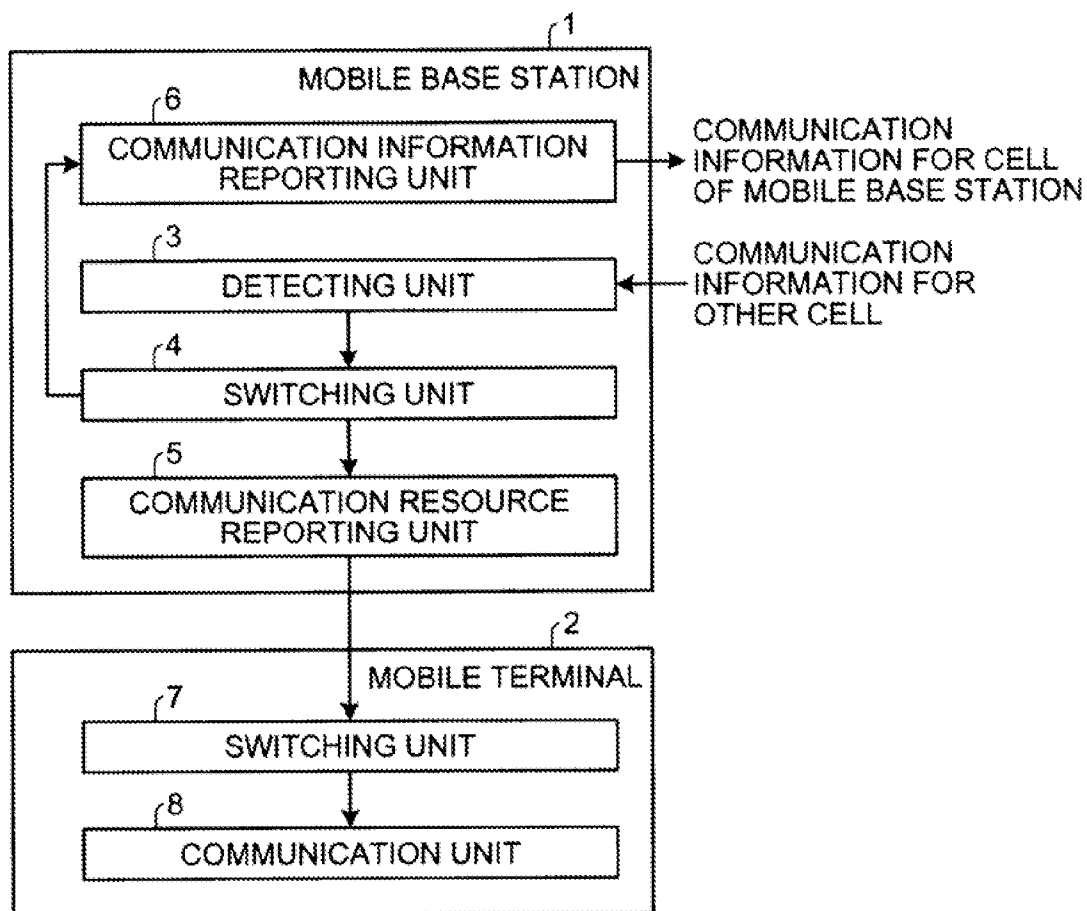 1
MOBILE BASE STATION
6
COMMUNICATION INFORMATION
REPORTING UNIT
COMMUNICATION
INFORMATION FOR CELL
OF MOBILE BASE STATION
3
DETECTING UNIT
COMMUNICATION
INFORMATION FOR
OTHER CELL
4
SWITCHING UNIT
5
COMMUNICATION RESOURCE
REPORTING UNIT
2
MOBILE TERMINAL
7
SWITCHING UNIT
8
COMMUNICATION UNIT